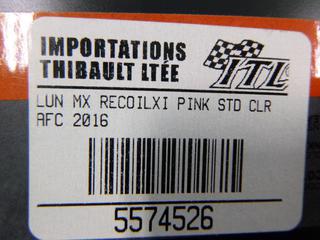 IMPORTATIONS
THIBAULT LTÉE
ITL
LUN MX RECOILXI PINK STD CLR
AFC 2016
5574526